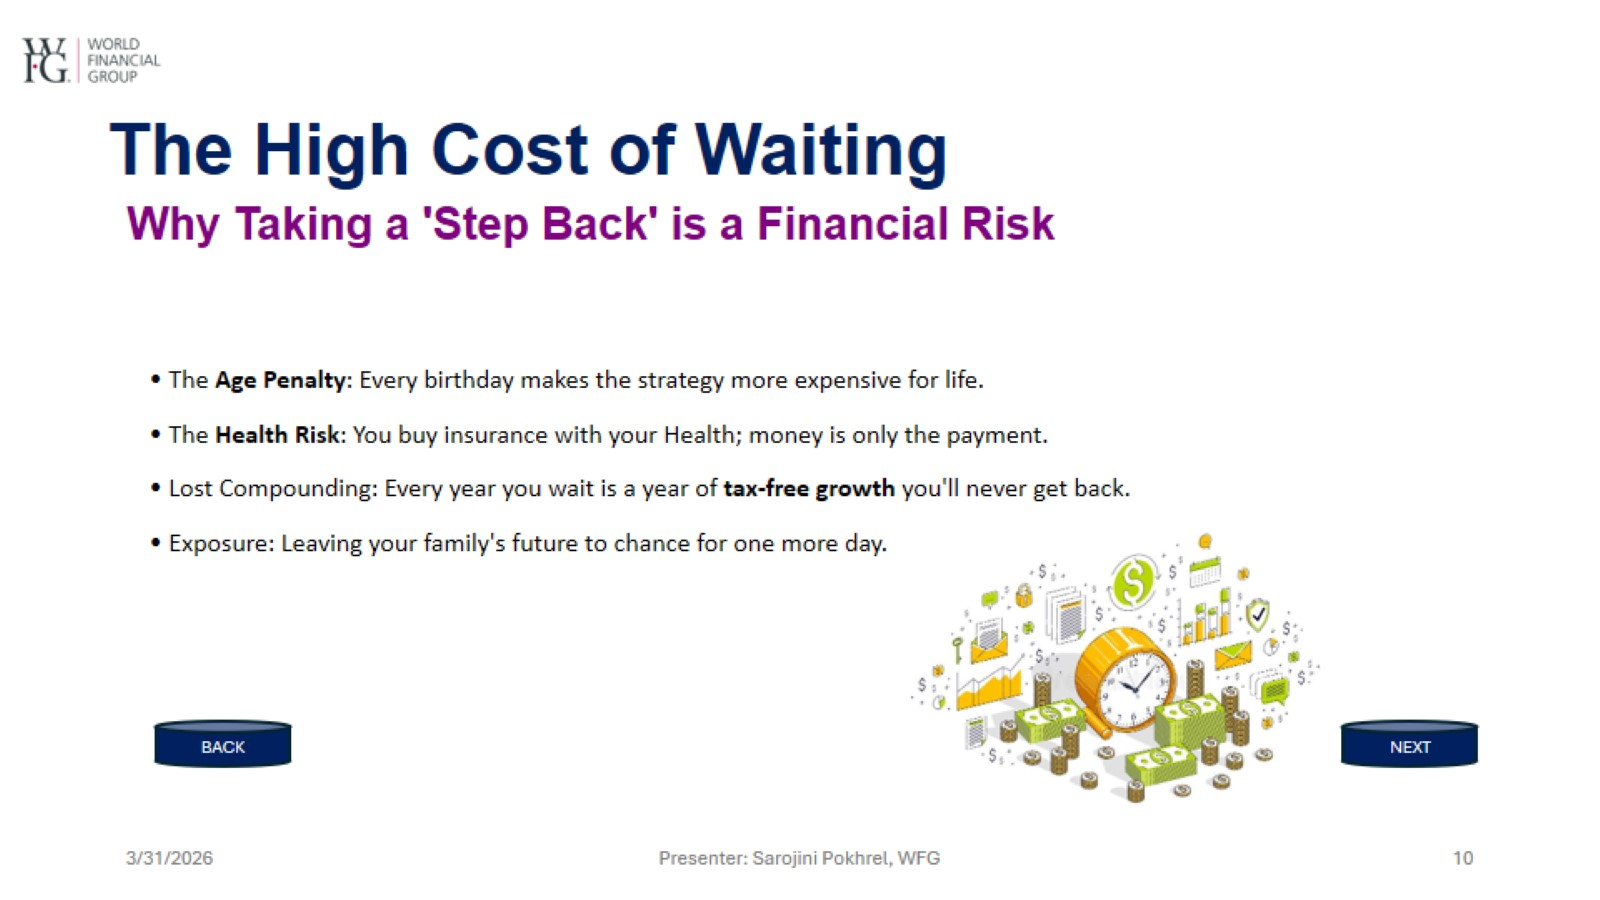 WFG
WORLD
FINANCIAL
GROUP
The High Cost of Waiting
Why Taking a 'Step Back' is a Financial Risk
• The Age Penalty: Every birthday makes the strategy more expensive for life.
• The Health Risk: You buy insurance with your Health; money is only the payment.
• Lost Compounding: Every year you wait is a year of tax-free growth you'll never get back.
• Exposure: Leaving your family's future to chance for one more day.
BACK
NEXT
3/31/2026
Presenter: Sarojini Pokhrel, WFG
10